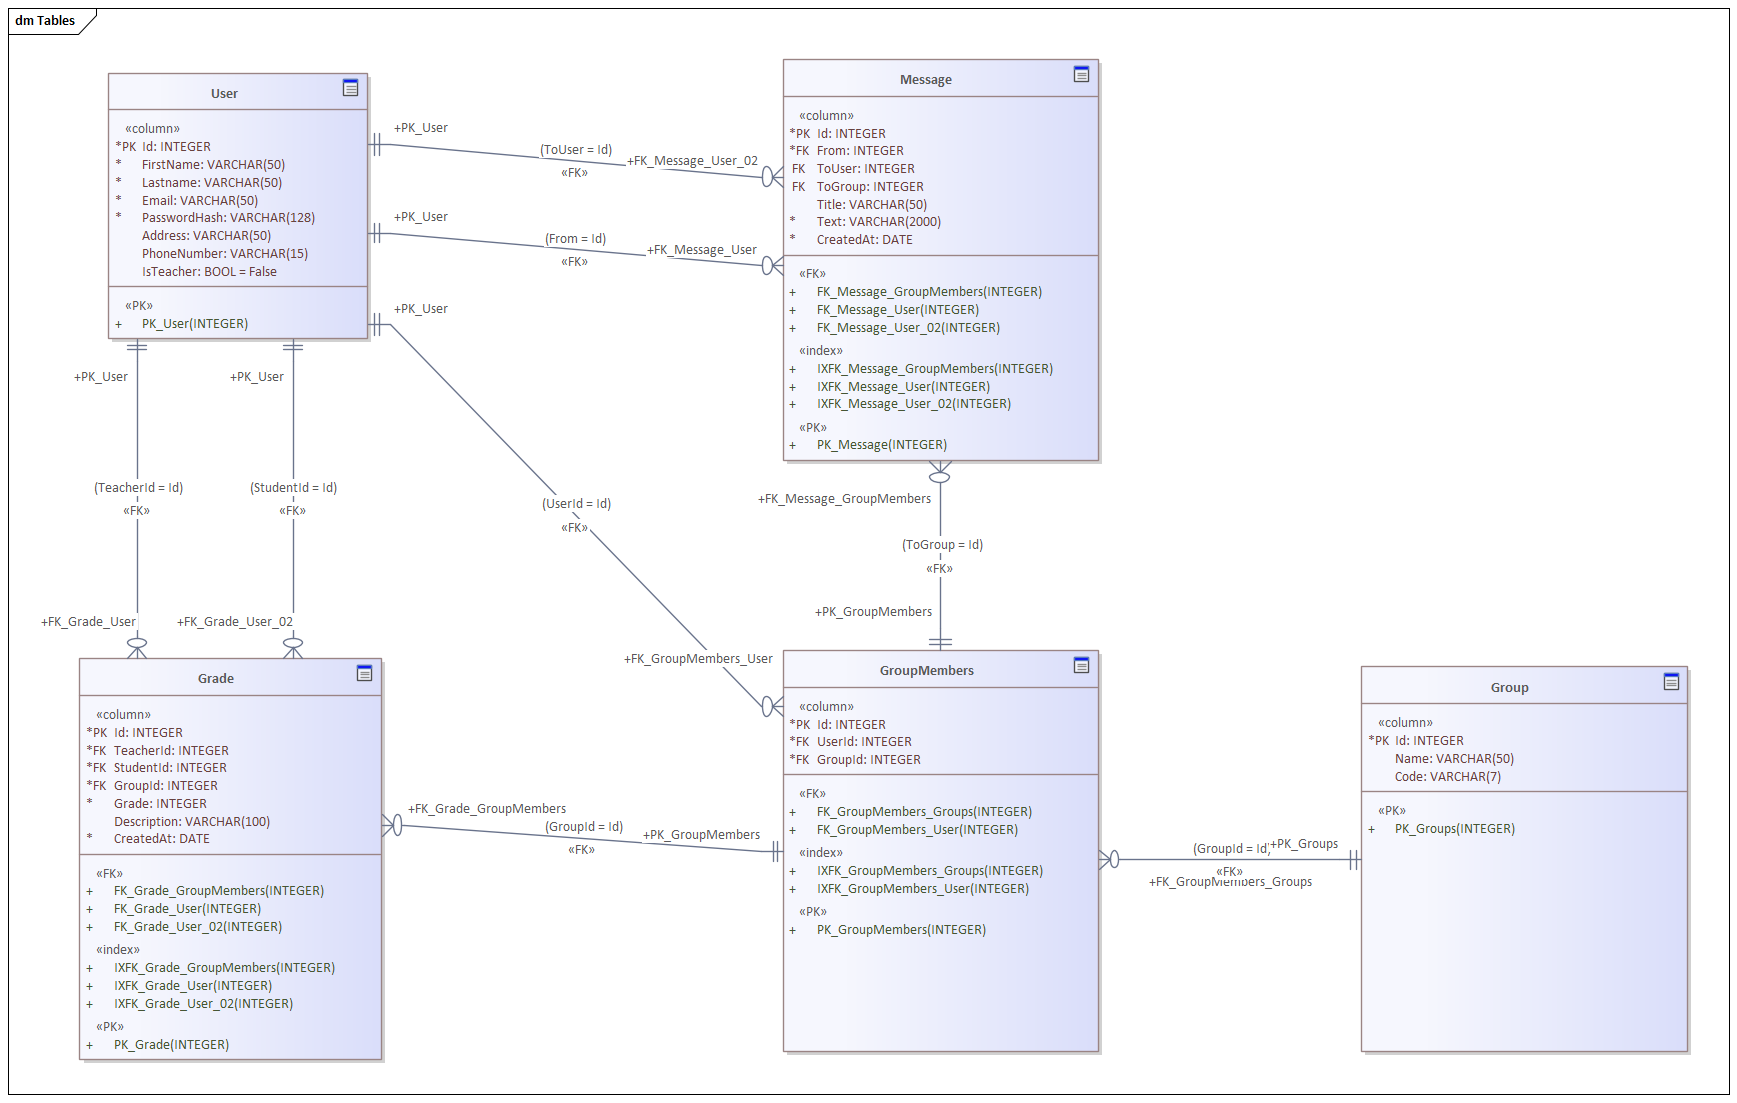 dm Tables
User
«column»
*PK Id: INTEGER
* FirstName: VARCHAR(50)
* Lastname: VARCHAR(50)
* Email: VARCHAR(50)
* PasswordHash: VARCHAR(128)
Address: VARCHAR(50)
PhoneNumber: VARCHAR(15)
IsTeacher: BOOL = False
«PK»
+ PK_User(INTEGER)
Message
«column»
*PK Id: INTEGER
*FK From: INTEGER
FK ToUser: INTEGER
FK ToGroup: INTEGER
Title: VARCHAR(50)
* Text: VARCHAR(2000)
* CreatedAt: DATE
«FK»
+ FK_Message_GroupMembers(INTEGER)
+ FK_Message_User(INTEGER)
+ FK_Message_User_02(INTEGER)
«index»
+ IXFK_Message_GroupMembers(INTEGER)
+ IXFK_Message_User(INTEGER)
+ IXFK_Message_User_02(INTEGER)
«PK»
+ PK_Message(INTEGER)
+PK_User
(ToUser = Id)
«FK»
+FK_Message_User_02
+PK_User
(From = Id)
«FK»
+FK_Message_User
+PK_User
(UserId = Id)
«FK»
+FK_GroupMembers_User
+PK_User
(TeacherId = Id)
«FK»
+FK_Grade_User
+PK_User
(StudentId = Id)
«FK»
+FK_Grade_User_02
+FK_Message_GroupMembers
(ToGroup = Id)
«FK»
+PK_GroupMembers
Grade
«column»
*PK Id: INTEGER
*FK TeacherId: INTEGER
*FK StudentId: INTEGER
*FK GroupId: INTEGER
* Grade: INTEGER
Description: VARCHAR(100)
* CreatedAt: DATE
«FK»
+ FK_Grade_GroupMembers(INTEGER)
+ FK_Grade_User(INTEGER)
+ FK_Grade_User_02(INTEGER)
«index»
+ IXFK_Grade_GroupMembers(INTEGER)
+ IXFK_Grade_User(INTEGER)
+ IXFK_Grade_User_02(INTEGER)
«PK»
+ PK_Grade(INTEGER)
+FK_Grade_GroupMembers
(GroupId = Id)
«FK»
+PK_GroupMembers
GroupMembers
«column»
*PK Id: INTEGER
*FK UserId: INTEGER
*FK GroupId: INTEGER
«FK»
+ FK_GroupMembers_Groups(INTEGER)
+ FK_GroupMembers_User(INTEGER)
«index»
+ IXFK_GroupMembers_Groups(INTEGER)
+ IXFK_GroupMembers_User(INTEGER)
«PK»
+ PK_GroupMembers(INTEGER)
(GroupId = Id)
+PK_Groups
«FK»
+FK_GroupMembers_Groups
Group
«column»
*PK Id: INTEGER
Name: VARCHAR(50)
Code: VARCHAR(7)
«PK»
+ PK_Groups(INTEGER)